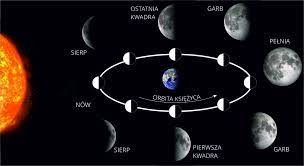 OSTATNIA
KWADRA
GARB
SIERP
PEŁNIA
NÓW
ORBITA KSIĘŻYCA
SIERP
PIERWSZA
KWADRA
GARB